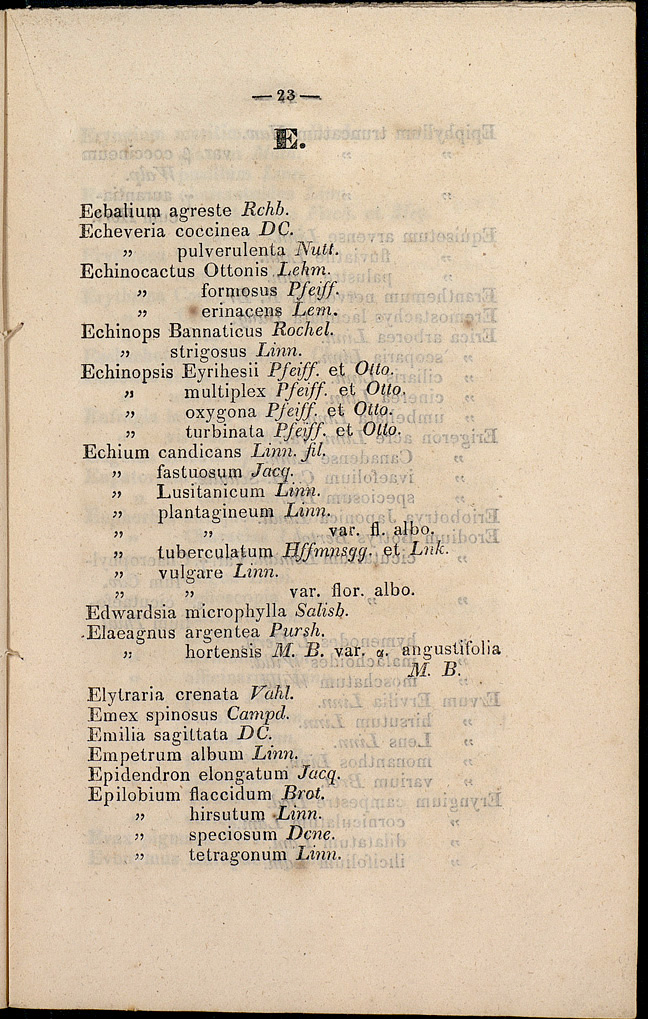 — 23 —
E.
Ecbalium agreste Rchb.
Echeveria coccinea DC.
„ pulverulenta Nutt.
Echinocactus Ottonis Lehm.
„ formosus Pfeiff.
„ erinacens Lem.
Echinops Bannaticus Rochel.
„ strigosus Linn.
Echinopsis Eyrihesii Pfeiff. et Otto.
„ multiplex Pfeiff. et Otto.
„ oxygona Pfeiff. et Otto.
„ turbinata Pfeiff. et Otto.
Echium candicans Linn. fil.
„ fastuosum Jacq.
„ Lusitanicum Linn.
„ plantagineum Linn.
„ „ var. fl. albo.
„ tuberculatum Hffmnsgg. et Lnk.
„ vulgare Linn.
„ „ var. flor. albo.
Edwardsia microphylla Salisb.
Elaeagnus argentea Pursh.
„ hortensis M. B. var. α. angustifolia
M. B.
Elytraria crenata Vahl.
Emex spinosus Campd.
Emilia sagittata DC.
Empetrum album Linn.
Epidendron elongatum Jacq.
Epilobium flaccidum Brot.
„ hirsutum Linn.
„ speciosum Dcne.
„ tetragonum Linn.